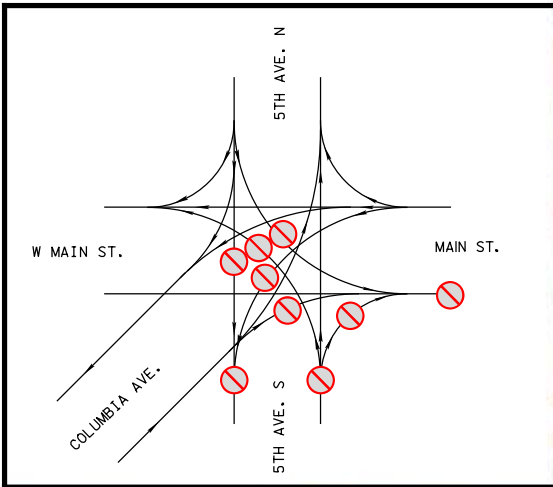 5TH AVE. N
W MAIN ST.
MAIN ST.
COLUMBIA AVE.
5TH AVE. S